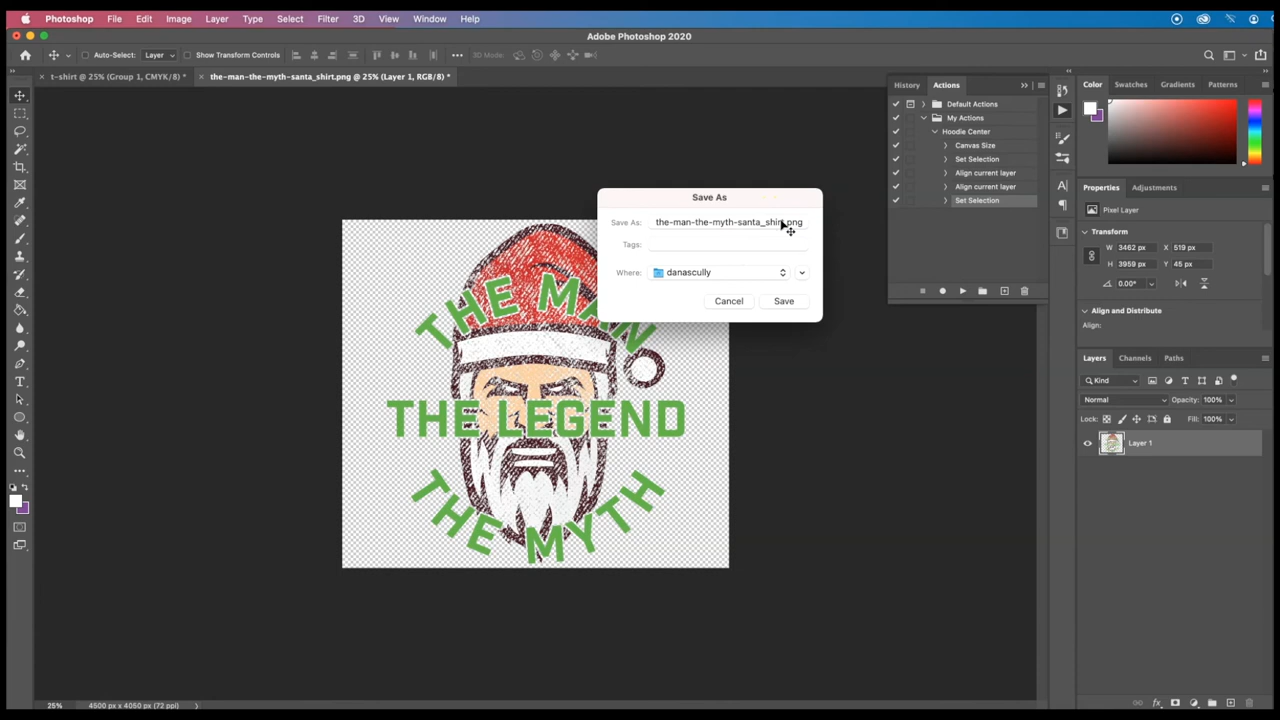 Photoshop File Edit Image Layer Type Select Filter 3D View Window Help
Adobe Photoshop 2020
Auto-Select: Layer Show Transform Controls 3D Mode:
t-shirt @ 25% (Group 1, CMYK/8) * the-man-the-myth-santa_shirt.png @ 25% (Layer 1, RGB/8) *
History Actions
Default Actions
My Actions
Hoodie Center
Canvas Size
Set Selection
Align current layer
Align current layer
Set Selection
Color Swatches Gradients Patterns
Properties Adjustments
Pixel Layer
Transform
W 3462 px X 519 px
H 3959 px Y 45 px
0.00°
Align and Distribute
Align:
Layers Channels Paths
Kind
Normal Opacity: 100%
Lock: Fill: 100%
Layer 1
Save As
Save As: the-man-the-myth-santa_shirt.png
Tags:
Where: danascully
Cancel Save
THE MAN
THE LEGEND
THE MYTH
25% 4500 px x 4050 px (72 ppi)